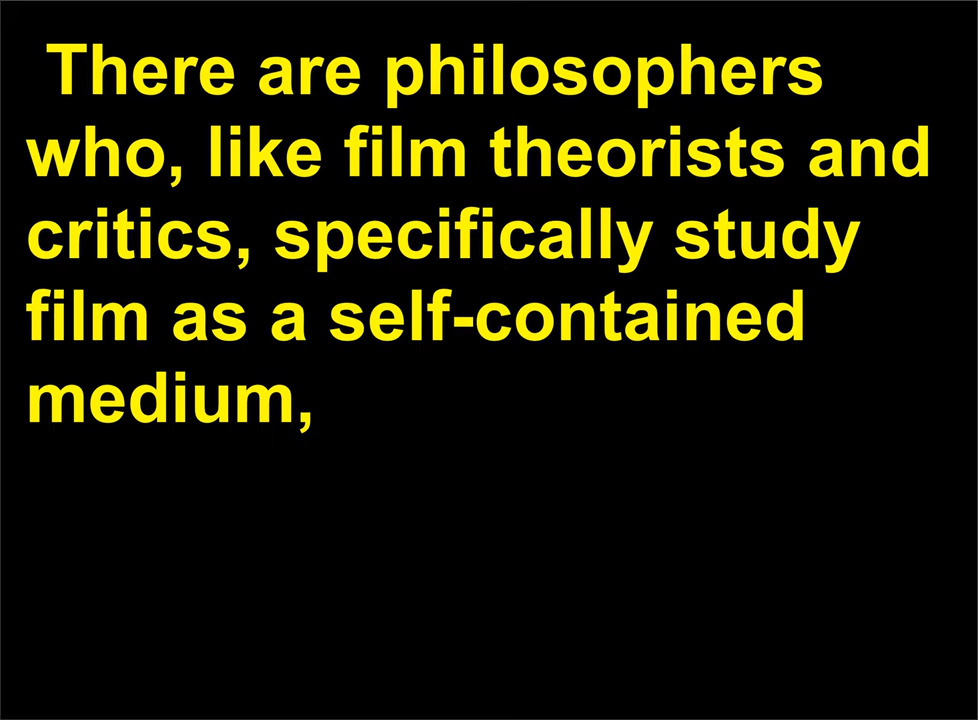 There are philosophers
who, like film theorists and
critics, specifically study
film as a self-contained
medium,